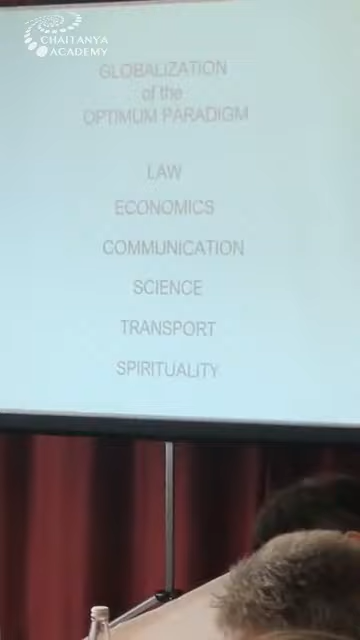 CHAITANYA
ACADEMY
GLOBALIZATION
of the
OPTIMUM PARADIGM
LAW
ECONOMICS
COMMUNICATION
SCIENCE
TRANSPORT
SPIRITUALITY